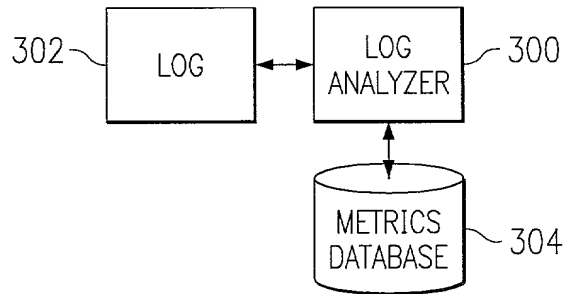 302
LOG
LOG
ANALYZER
300
METRICS
DATABASE
304